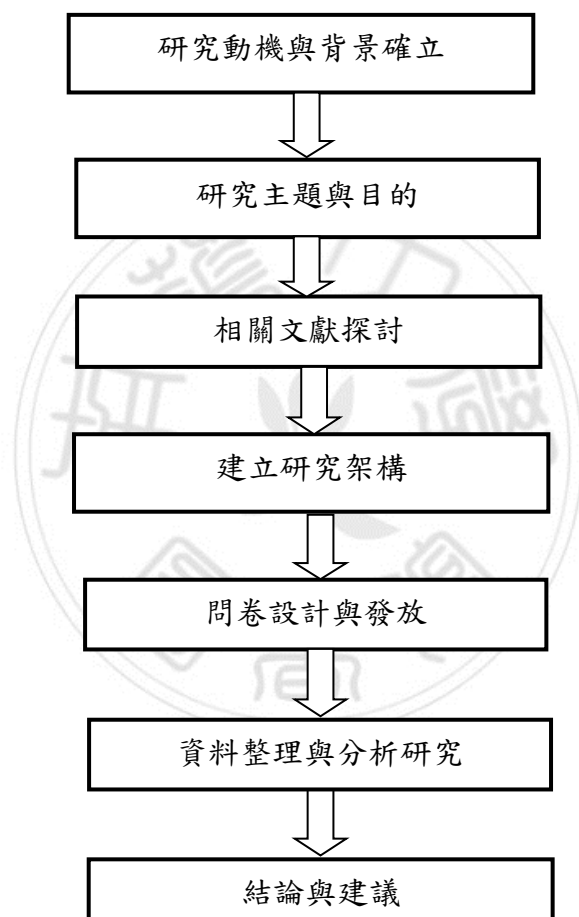 研究動機與背景確立
研究主題與目的
相關文獻探討
建立研究架構
問卷設計與發放
資料整理與分析研究
結論與建議